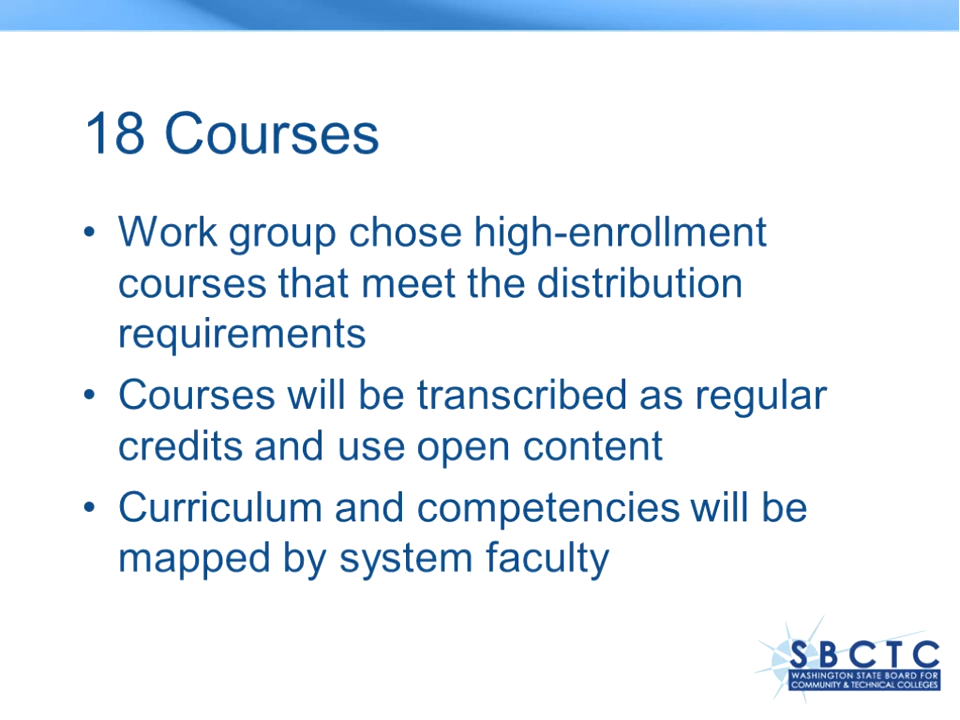 18 Courses
• Work group chose high-enrollment
courses that meet the distribution
requirements
• Courses will be transcribed as regular
credits and use open content
• Curriculum and competencies will be
mapped by system faculty
SBCTC
WASHINGTON STATE BOARD FOR
COMMUNITY & TECHNICAL COLLEGES